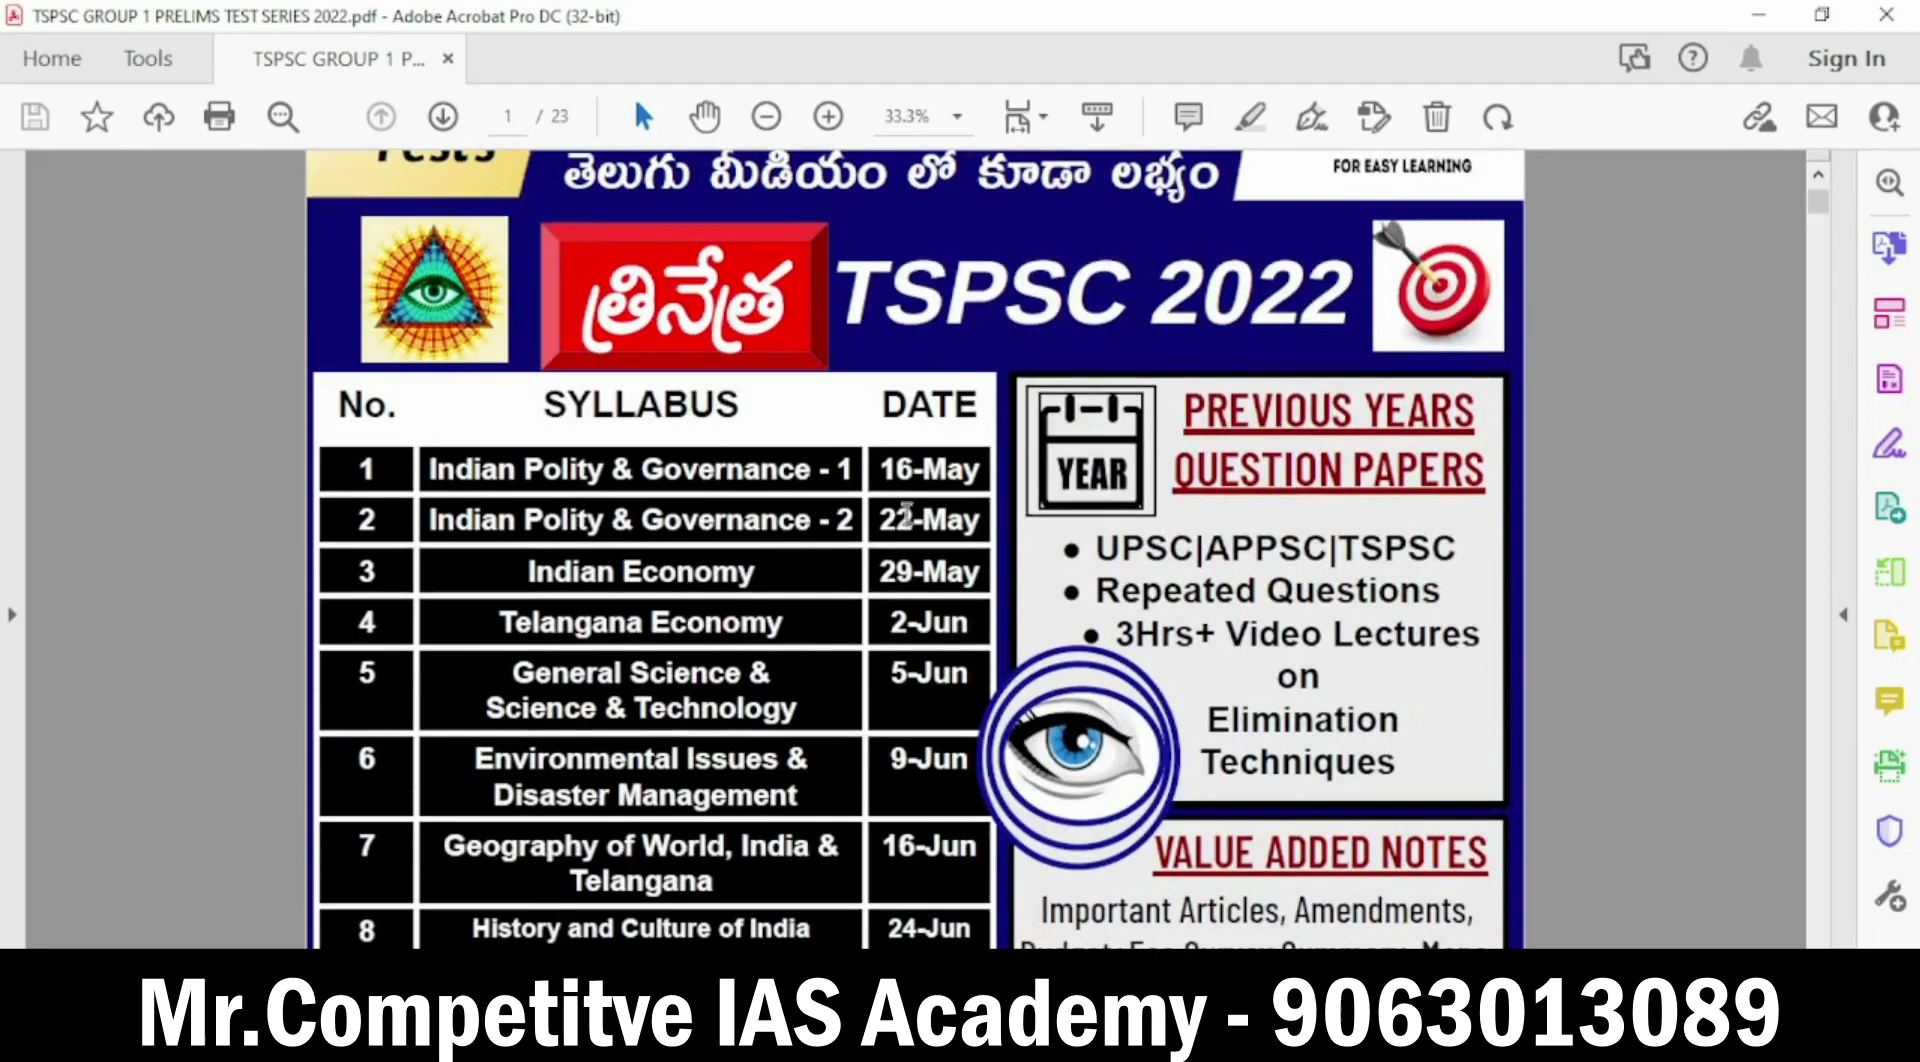 TSPSC GROUP 1 PRELIMS TEST SERIES 2022.pdf - Adobe Acrobat Pro DC (32-bit)
Home Tools TSPSC GROUP 1 P... Sign In
1 / 23 33.3%
Tests
తెలుగు మీడియం లో కూడా లభ్యం
FOR EASY LEARNING
త్రినేత్ర TSPSC 2022
No. SYLLABUS DATE
1 Indian Polity & Governance - 1 16-May
2 Indian Polity & Governance - 2 22-May
3 Indian Economy 29-May
4 Telangana Economy 2-Jun
5 General Science & 5-Jun
Science & Technology
6 Environmental Issues & 9-Jun
Disaster Management
7 Geography of World, India & 16-Jun
Telangana
8 History and Culture of India 24-Jun
YEAR
PREVIOUS YEARS
QUESTION PAPERS
• UPSC|APPSC|TSPSC
• Repeated Questions
• 3Hrs+ Video Lectures
on
Elimination
Techniques
VALUE ADDED NOTES
Important Articles, Amendments,
Mr.Competitve IAS Academy - 9063013089